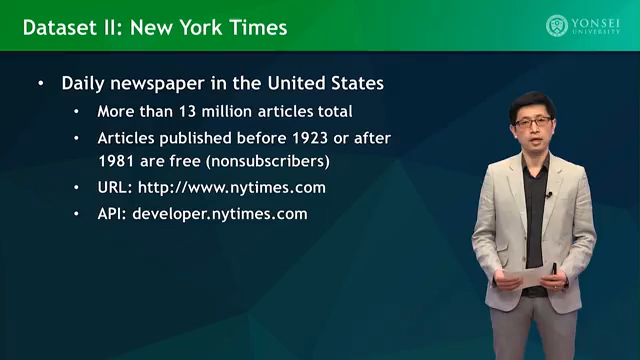 Dataset II: New York Times
YONSEI
UNIVERSITY
• Daily newspaper in the United States
• More than 13 million articles total
• Articles published before 1923 or after
1981 are free (nonsubscribers)
• URL: http://www.nytimes.com
• API: developer.nytimes.com